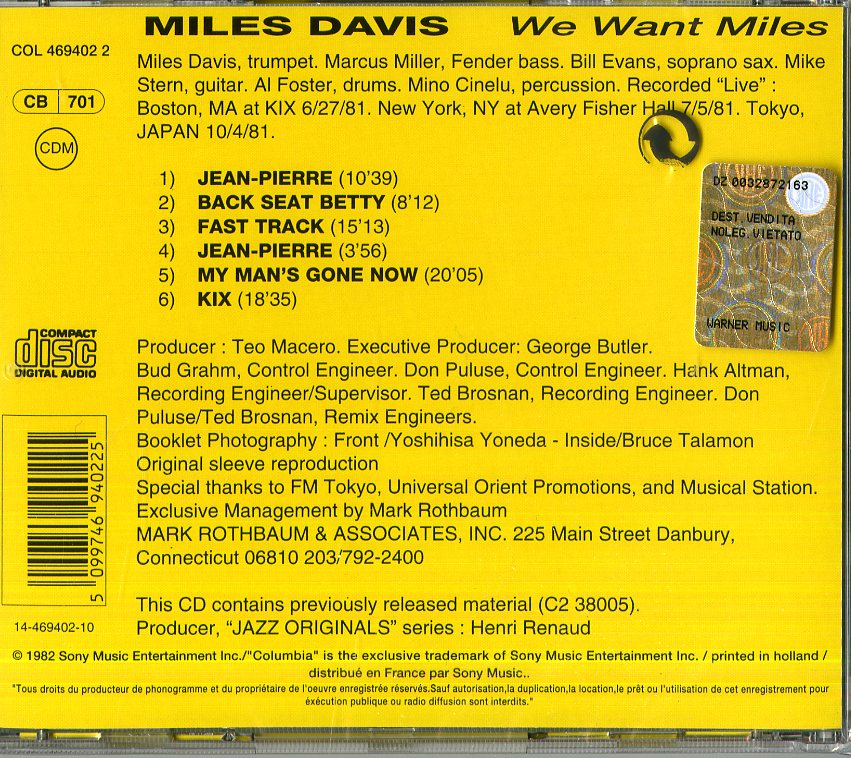 MILES DAVIS We Want Miles
COL 469402 2
CB 701
CDM
Miles Davis, trumpet. Marcus Miller, Fender bass. Bill Evans, soprano sax. Mike
Stern, guitar. Al Foster, drums. Mino Cinelu, percussion. Recorded “Live” :
Boston, MA at KIX 6/27/81. New York, NY at Avery Fisher Hall 7/5/81. Tokyo,
JAPAN 10/4/81.
DZ 0032872163
DEST.VENDITA
NOLEG.VIETATO
WARNER MUSIC
1) JEAN-PIERRE (10’39)
2) BACK SEAT BETTY (8’12)
3) FAST TRACK (15’13)
4) JEAN-PIERRE (3’56)
5) MY MAN’S GONE NOW (20’05)
6) KIX (18’35)
COMPACT
disc
DIGITAL AUDIO
Producer : Teo Macero. Executive Producer: George Butler.
Bud Grahm, Control Engineer. Don Puluse, Control Engineer. Hank Altman,
Recording Engineer/Supervisor. Ted Brosnan, Recording Engineer. Don
Puluse/Ted Brosnan, Remix Engineers.
Booklet Photography : Front /Yoshihisa Yoneda - Inside/Bruce Talamon
Original sleeve reproduction
Special thanks to FM Tokyo, Universal Orient Promotions, and Musical Station.
Exclusive Management by Mark Rothbaum
MARK ROTHBAUM & ASSOCIATES, INC. 225 Main Street Danbury,
Connecticut 06810 203/792-2400
5 099746 940225
14-469402-10
This CD contains previously released material (C2 38005).
Producer, “JAZZ ORIGINALS” series : Henri Renaud
© 1982 Sony Music Entertainment Inc./"Columbia" is the exclusive trademark of Sony Music Entertainment Inc. / printed in holland /
distribué en France par Sony Music..
"Tous droits du producteur de phonogramme et du propriétaire de l'oeuvre enregistrée réservés.Sauf autorisation,la duplication,la location,le prêt ou l'utilisation de cet enregistrement pour
éxécution publique ou radio diffusion sont interdits."